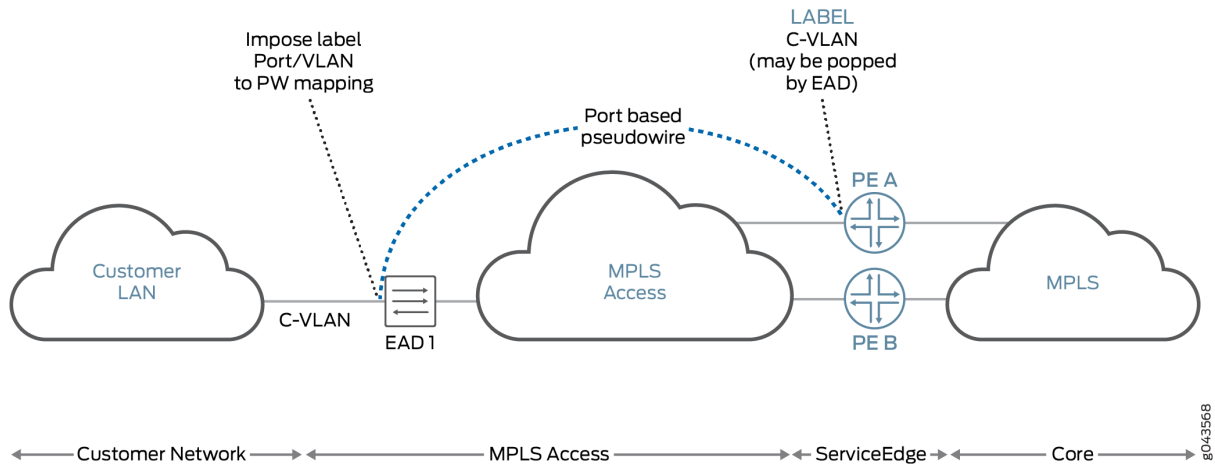 Impose label
Port/VLAN
to PW mapping
LABEL
C-VLAN
(may be popped
by EAD)
Port based
pseudowire
PE A
Customer
LAN
MPLS
Access
MPLS
C-VLAN
EAD 1
PE B
g043568
Customer Network
MPLS Access
ServiceEdge
Core